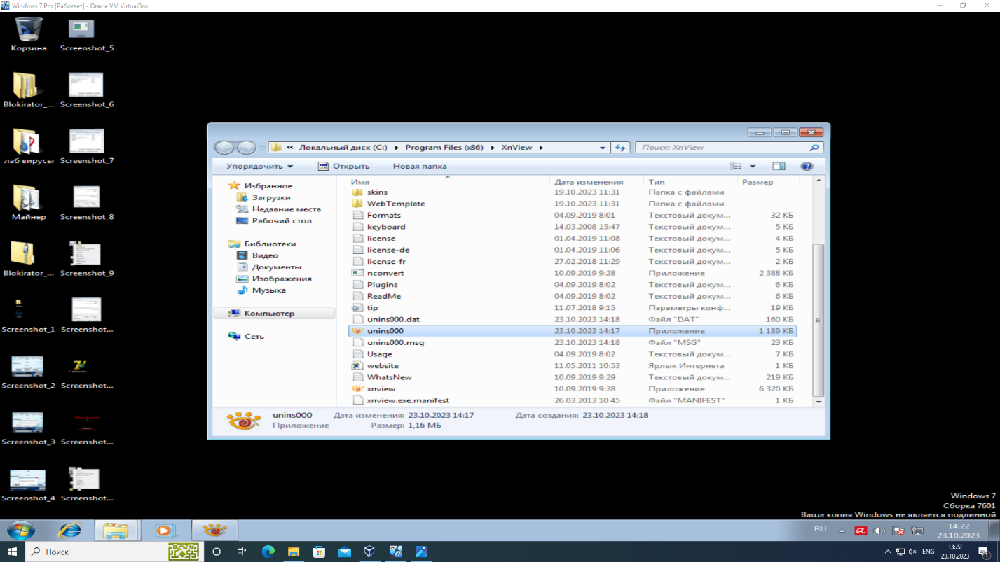 Windows 7 Pro [Работает] - Oracle VM VirtualBox
Корзина
Screenshot_5
Blokirator_...
Screenshot_6
лаб вирусы
Screenshot_7
Майнер
Screenshot_8
Blokirator_...
Screenshot_9
Screenshot_1
Screenshot...
Screenshot_2
Screenshot...
Screenshot_3
Screenshot...
Screenshot_4
Screenshot...
« Локальный диск (C:) ▸ Program Files (x86) ▸ XnView ▸
Поиск: XnView
Упорядочить
Открыть
Новая папка
Избранное
Загрузки
Недавние места
Рабочий стол
Библиотеки
Видео
Документы
Изображения
Музыка
Компьютер
Сеть
Имя Дата изменения Тип Размер
skins 19.10.2023 11:31 Папка с файлами
WebTemplate 19.10.2023 11:31 Папка с файлами
Formats 04.09.2019 8:01 Текстовый докум... 32 КБ
keyboard 14.03.2008 15:47 Текстовый докум... 5 КБ
license 01.04.2019 11:08 Текстовый докум... 4 КБ
license-de 01.04.2019 11:06 Текстовый докум... 5 КБ
license-fr 27.02.2018 11:29 Текстовый докум... 2 КБ
nconvert 10.09.2019 9:28 Приложение 2 388 КБ
Plugins 04.09.2019 8:02 Текстовый докум... 6 КБ
ReadMe 04.09.2019 8:02 Текстовый докум... 6 КБ
tip 11.07.2018 9:15 Параметры конф... 19 КБ
unins000.dat 23.10.2023 14:18 Файл "DAT" 160 КБ
unins000 23.10.2023 14:17 Приложение 1 189 КБ
unins000.msg 23.10.2023 14:18 Файл "MSG" 23 КБ
Usage 04.09.2019 8:02 Текстовый докум... 7 КБ
website 11.05.2011 10:53 Ярлык Интернета 1 КБ
WhatsNew 10.09.2019 9:29 Текстовый докум... 219 КБ
xnview 10.09.2019 9:28 Приложение 6 320 КБ
xnview.exe.manifest 26.03.2013 10:45 Файл "MANIFEST" 1 КБ
unins000 Дата изменения: 23.10.2023 14:17 Дата создания: 23.10.2023 14:18
Приложение Размер: 1,16 МБ
Windows 7
Сборка 7601
Ваша копия Windows не является подлинной
RU
14:22
23.10.2023
Поиск
ENG
13:22
23.10.2023
1